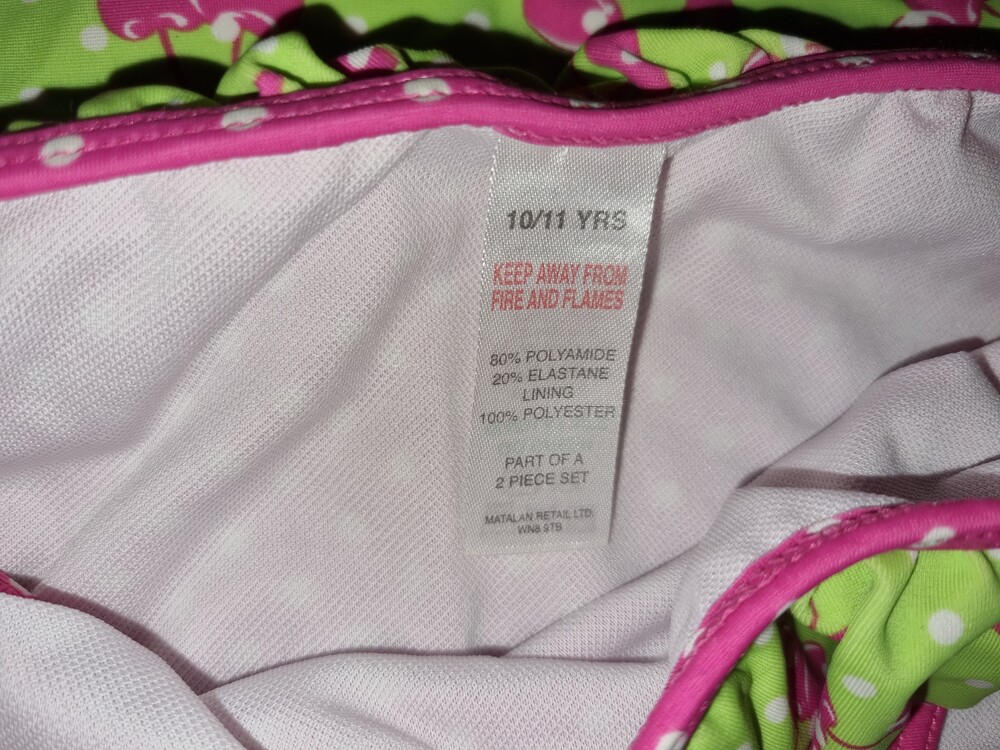 10/11 YRS
KEEP AWAY FROM
FIRE AND FLAMES
80% POLYAMIDE
20% ELASTANE
LINING
100% POLYESTER
PART OF A
2 PIECE SET
MATALAN RETAIL LTD.
WN8 9TB